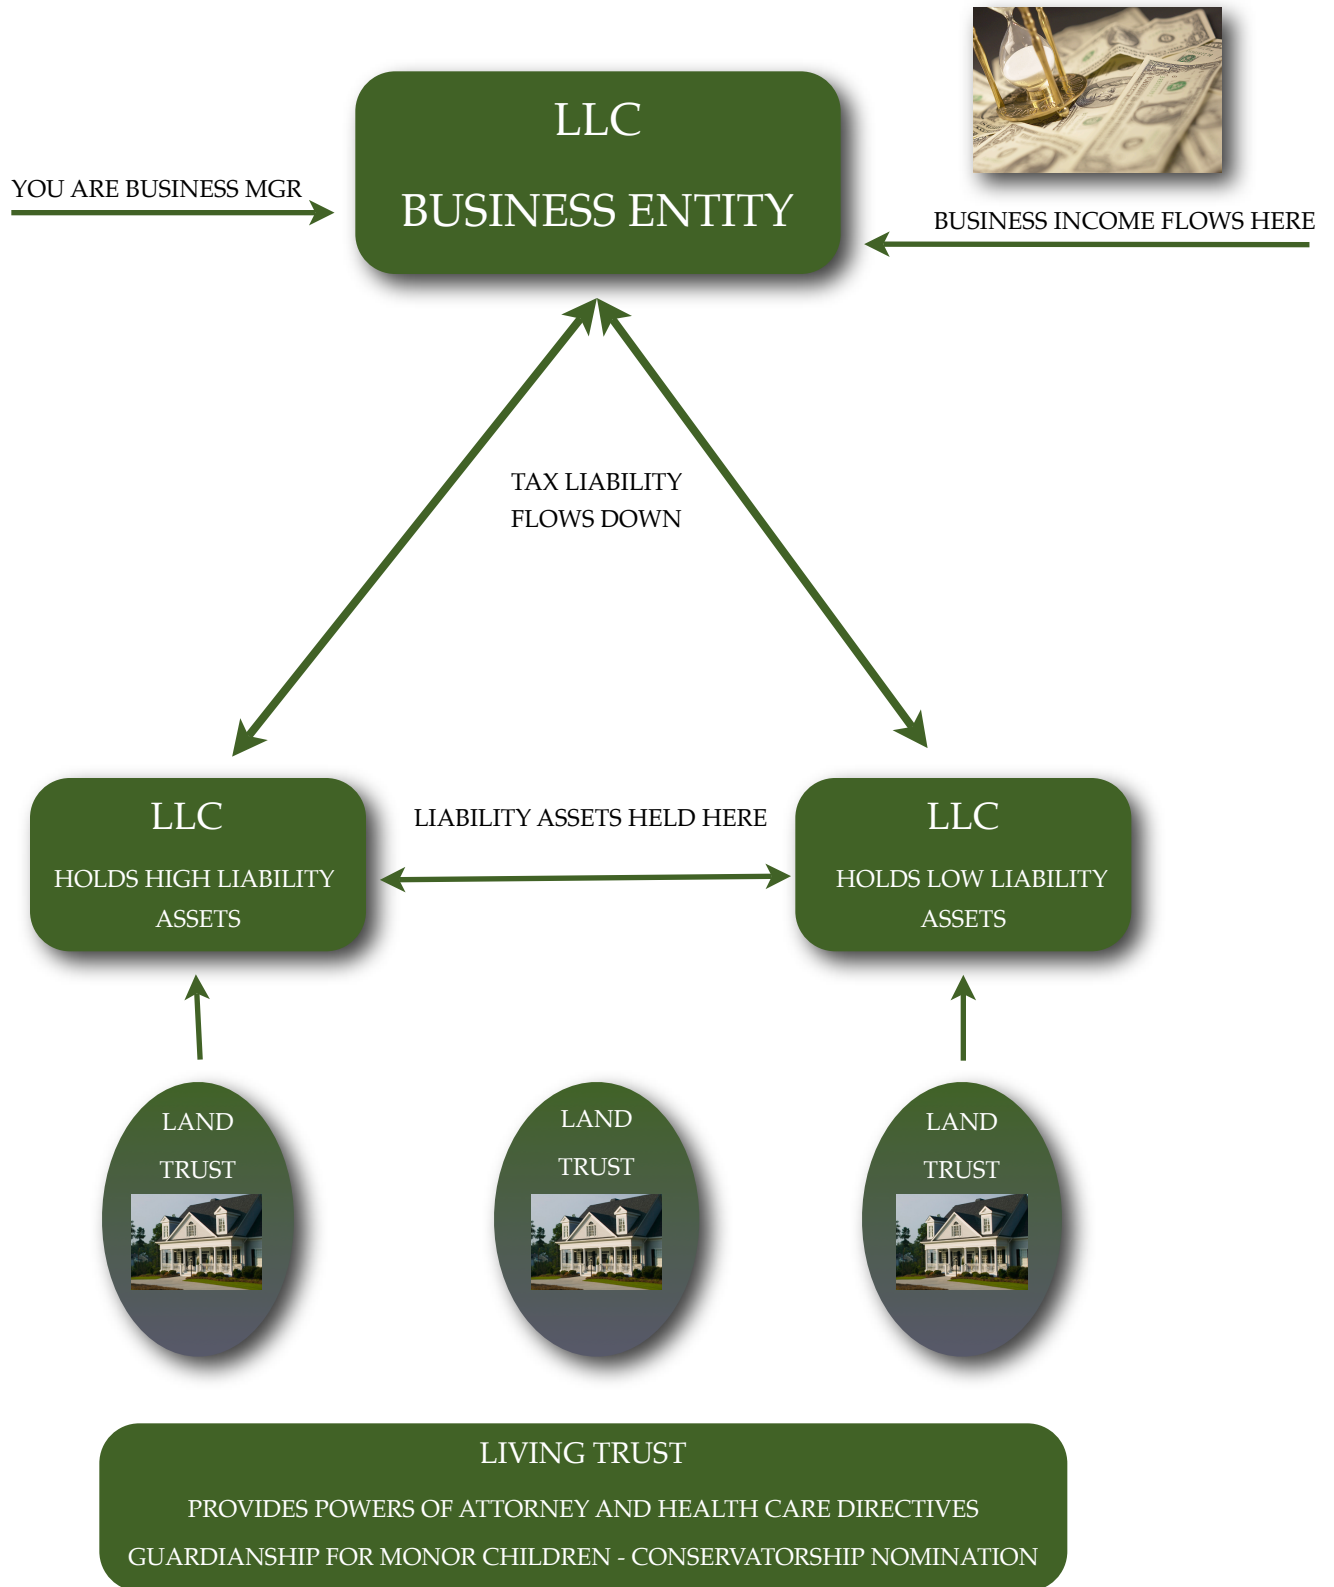 LLC
BUSINESS ENTITY
YOU ARE BUSINESS MGR
BUSINESS INCOME FLOWS HERE
TAX LIABILITY
FLOWS DOWN
LLC
HOLDS HIGH LIABILITY
ASSETS
LIABILITY ASSETS HELD HERE
LLC
HOLDS LOW LIABILITY
ASSETS
LAND
TRUST
LAND
TRUST
LAND
TRUST
LIVING TRUST
PROVIDES POWERS OF ATTORNEY AND HEALTH CARE DIRECTIVES
GUARDIANSHIP FOR MONOR CHILDREN - CONSERVATORSHIP NOMINATION